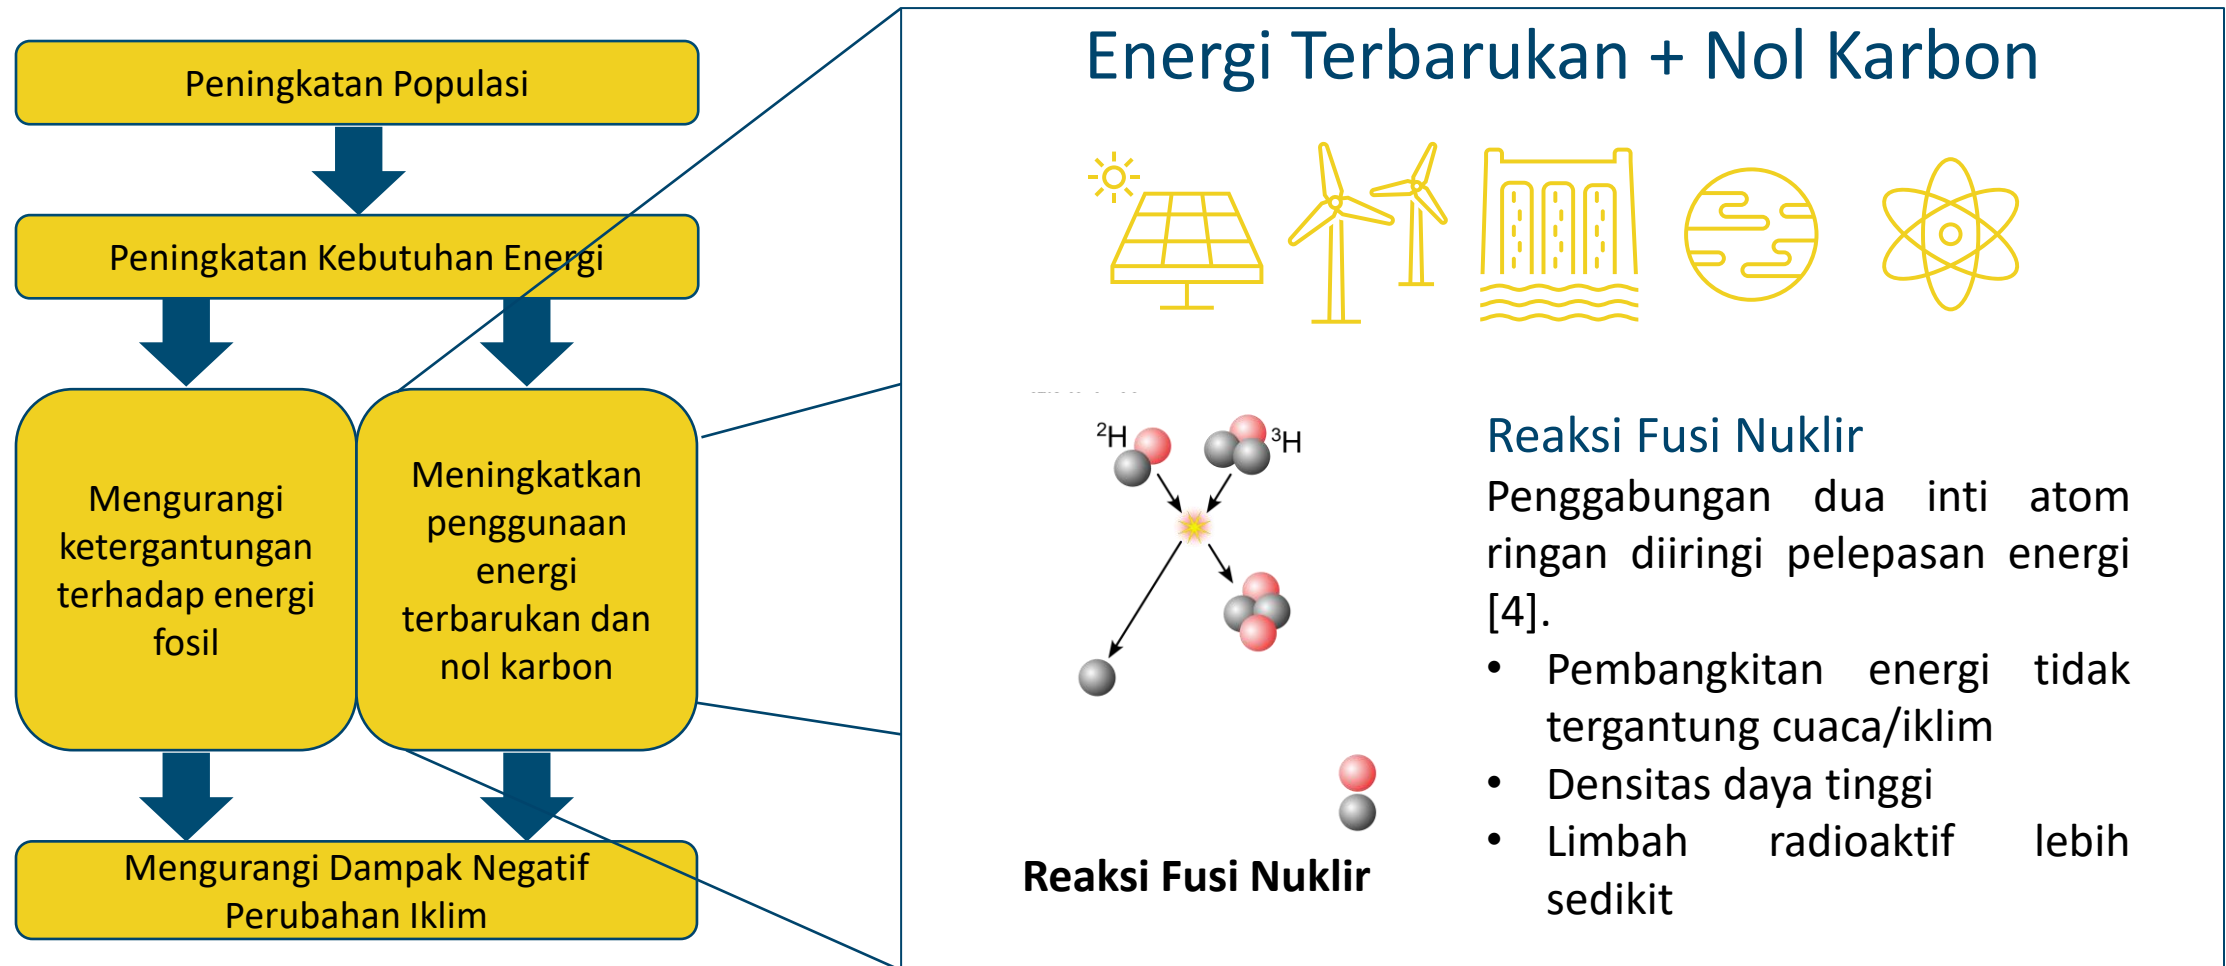 Peningkatan Populasi
Peningkatan Kebutuhan Energi
Mengurangi
ketergantungan
terhadap energi
fosil
Meningkatkan
penggunaan
energi
terbarukan dan
nol karbon
Mengurangi Dampak Negatif
Perubahan Iklim
Energi Terbarukan + Nol Karbon
²H
³H
Reaksi Fusi Nuklir
Reaksi Fusi Nuklir
Penggabungan dua inti atom
ringan diiringi pelepasan energi
[4].
• Pembangkitan energi tidak
tergantung cuaca/iklim
• Densitas daya tinggi
• Limbah radioaktif lebih
sedikit